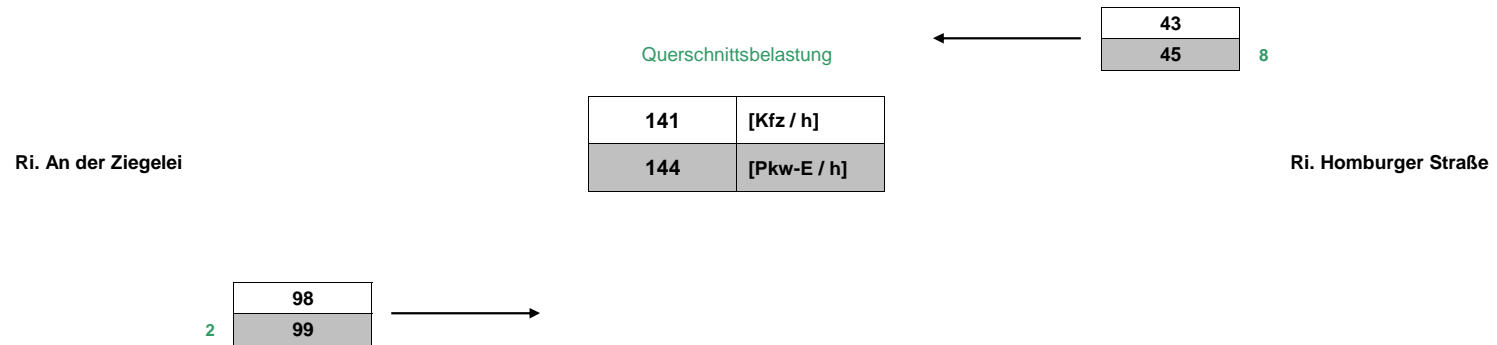 43
Querschnittsbelastung
45 8
141 [Kfz / h]
Ri. An der Ziegelei 144 [Pkw-E / h] Ri. Homburger Straße
98
2 99